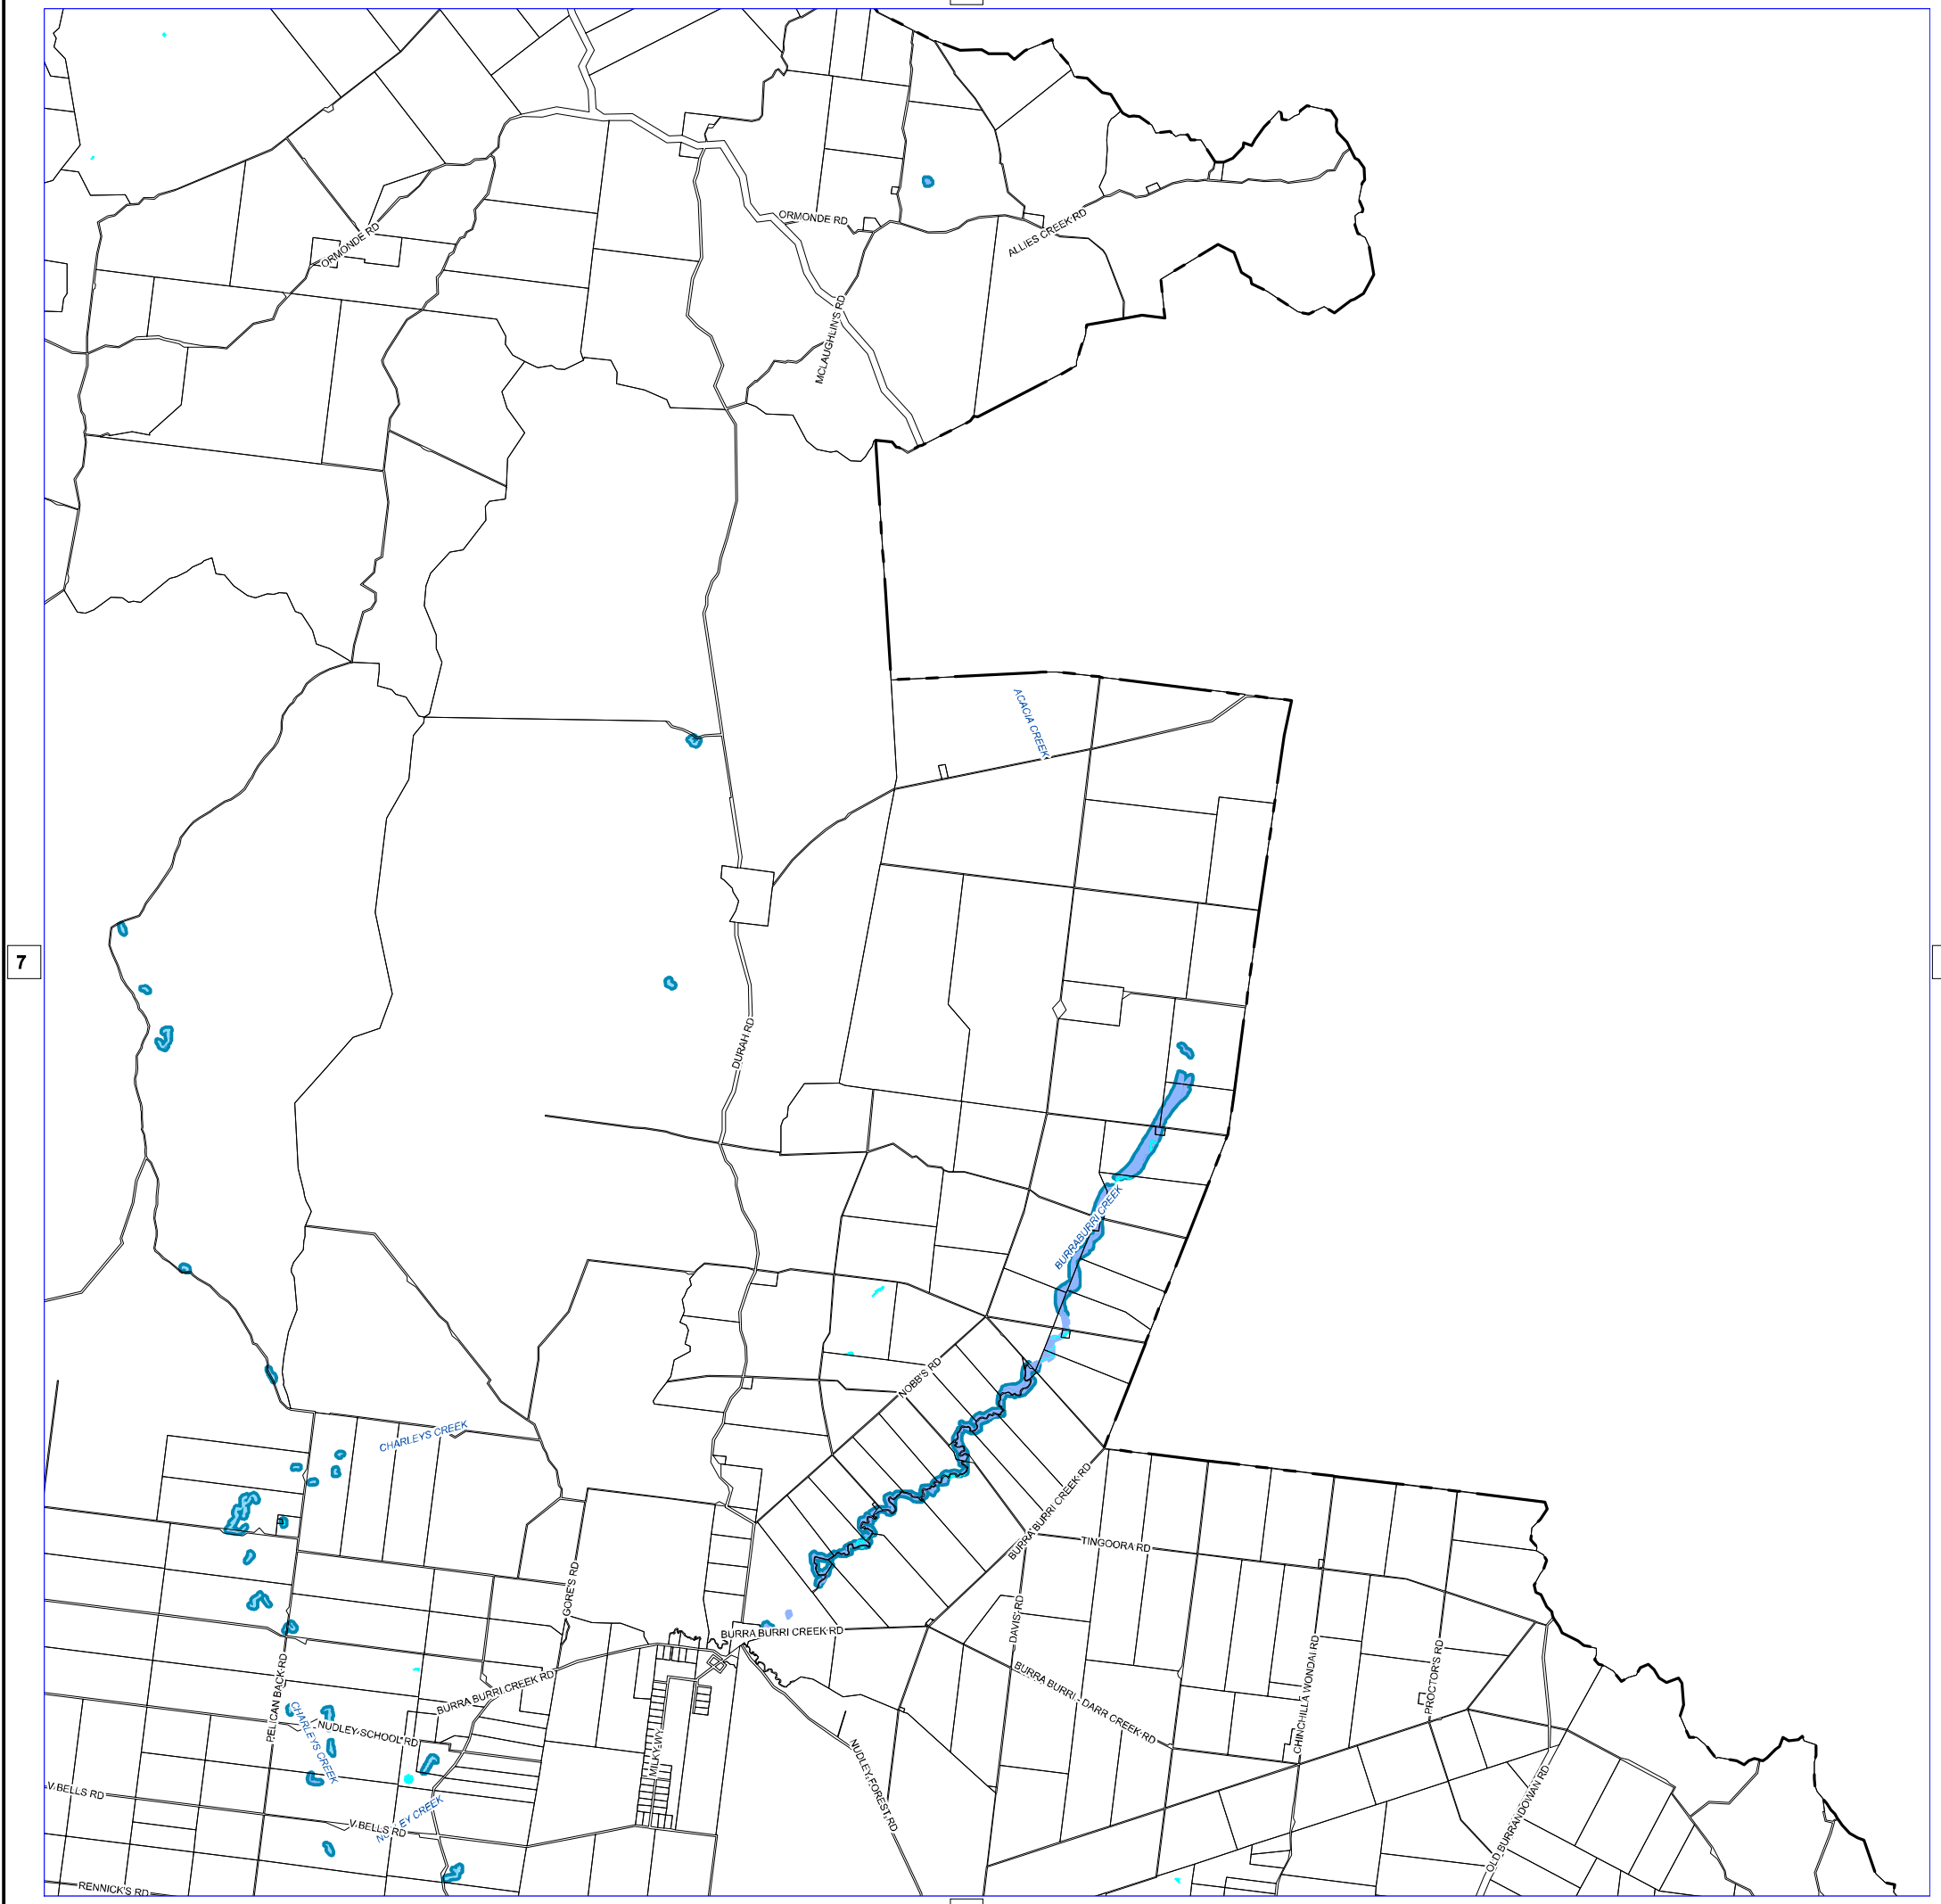 ORMONDE RD
ORMONDE RD
ALLIES CREEK RD
MCLAUGHLIN'S RD
ACACIA CREEK
7
DURAH RD
BURRABURRI CREEK
NOBB'S RD
CHARLEYS CREEK
BURRA BURRI CREEK RD
TINGOORA RD
GORE'S RD
DAVIS RD
BURRA BURRI CREEK RD
CHINCHILLA WONDAI RD
PROCTOR'S RD
PELICAN BACK RD
BURRA BURRI CREEK RD
BURRA BURRI - DARR CREEK RD
CHARLEYS CREEK
NUDLEY SCHOOL RD
MILKY WY
NUDLEY FOREST RD
V.BELLS RD
OLD BURRANDOWAN RD
V.BELLS RD
CREEK
RENNICK'S RD